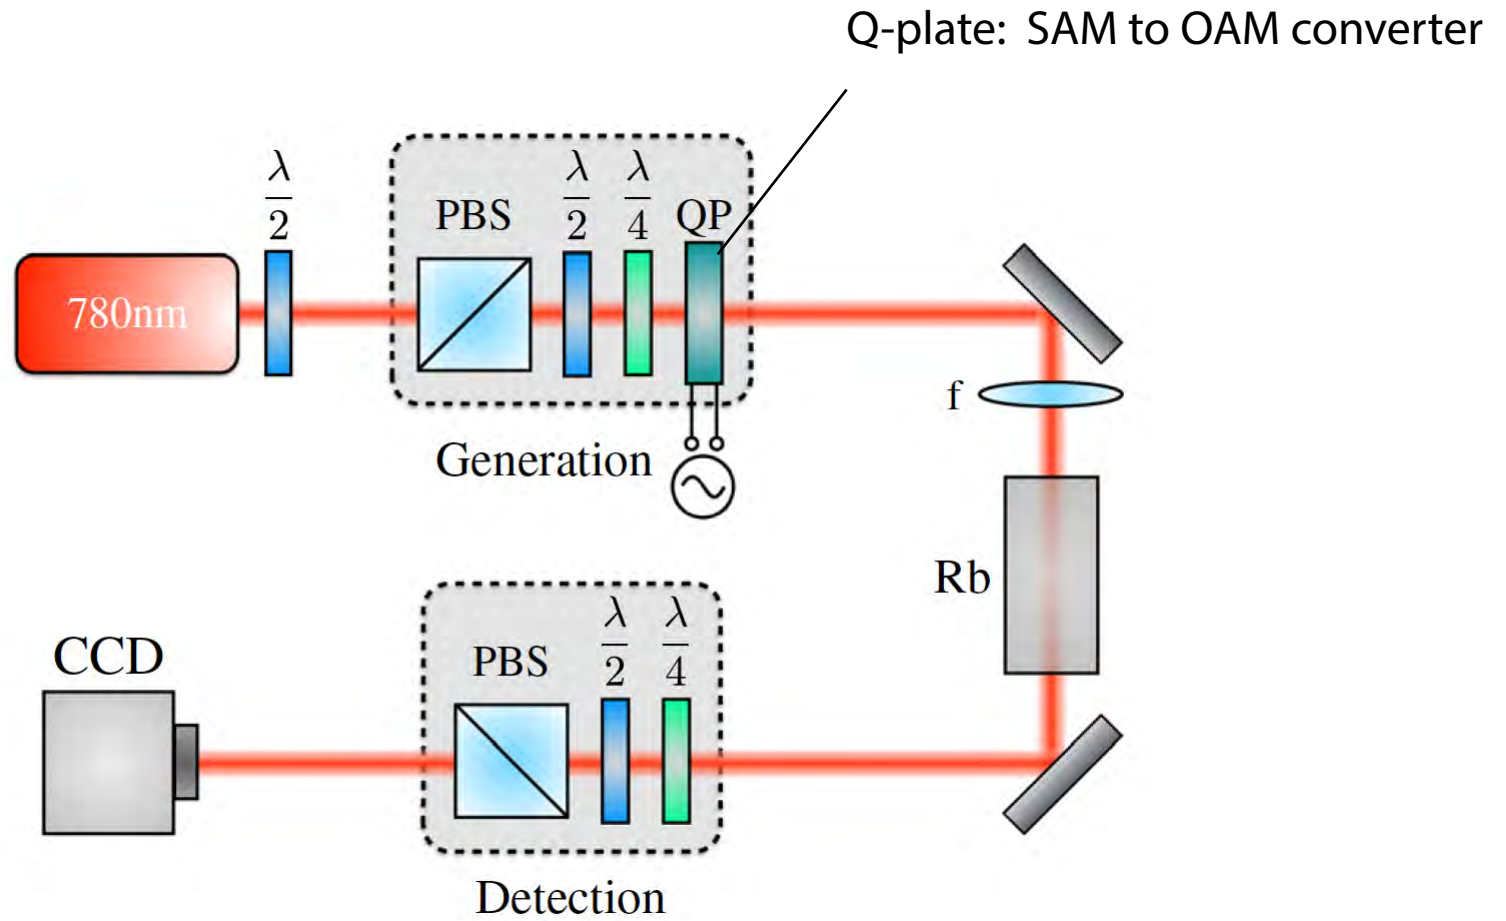 Q-plate: SAM to OAM converter
λ/2
λ/2
λ/4
PBS
QP
780nm
f
Generation
Rb
λ/2
λ/4
CCD
PBS
Detection